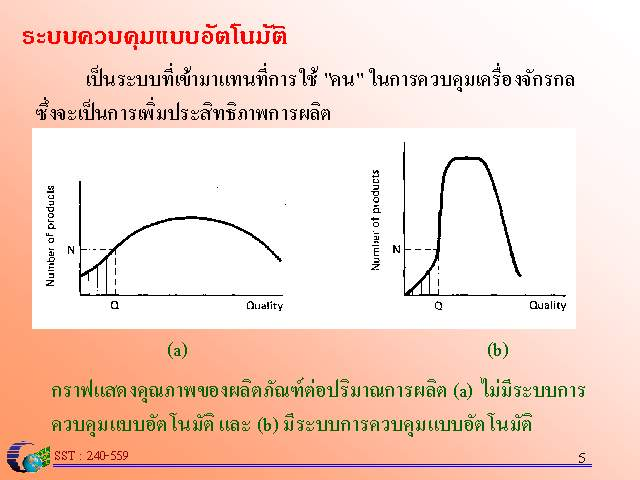 ระบบควบคุมแบบอัตโนมัติ
เป็นระบบที่เข้ามาแทนที่การใช้ "คน" ในการควบคุมเครื่องจักรกล
ซึ่งจะเป็นการเพิ่มประสิทธิภาพการผลิต
Number of products
N
Q
Quality
Number of products
N
Q
Quality
(a)
(b)
กราฟแสดงคุณภาพของผลิตภัณฑ์ต่อปริมาณการผลิต (a) ไม่มีระบบการ
ควบคุมแบบอัตโนมัติ และ (b) มีระบบการควบคุมแบบอัตโนมัติ
SST : 240-559
5